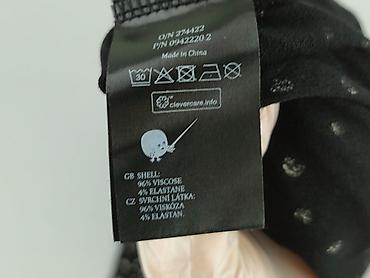 O/N 274422
P/N 0942220 2
Made in China
30
clevercare.info
GB SHELL:
96% VISCOSE
4% ELASTANE
CZ SVRCHNÍ LÁTKA:
96% VISKÓZA
4% ELASTAN.